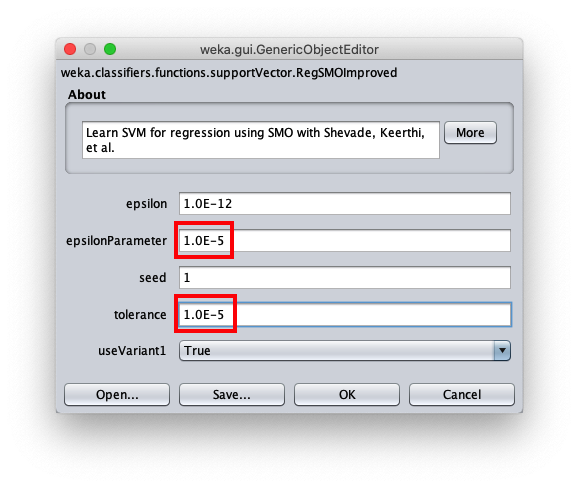 weka.gui.GenericObjectEditor
weka.classifiers.functions.supportVector.RegSMOImproved
About
Learn SVM for regression using SMO with Shevade, Keerthi,
et al.
More
epsilon 1.0E-12
epsilonParameter 1.0E-5
seed 1
tolerance 1.0E-5
useVariant1 True
Open... Save... OK Cancel